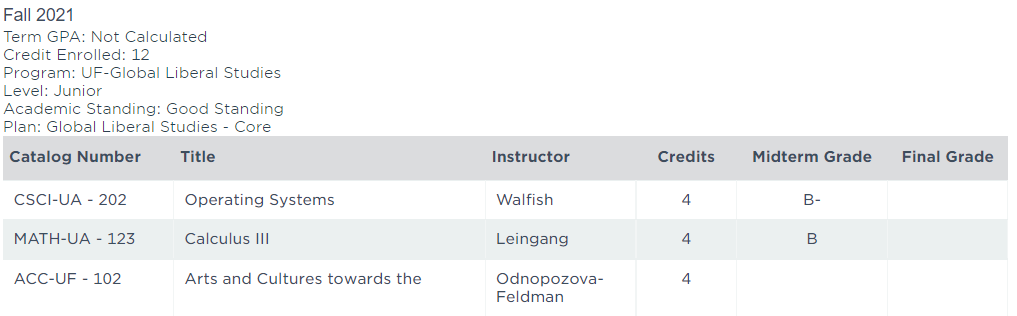 Fall 2021
Term GPA: Not Calculated
Credit Enrolled: 12
Program: UF-Global Liberal Studies
Level: Junior
Academic Standing: Good Standing
Plan: Global Liberal Studies - Core
Catalog Number Title Instructor Credits Midterm Grade Final Grade
CSCI-UA - 202 Operating Systems Walfish 4 B-
MATH-UA - 123 Calculus III Leingang 4 B
ACC-UF - 102 Arts and Cultures towards the Odnopozova- 4
Feldman